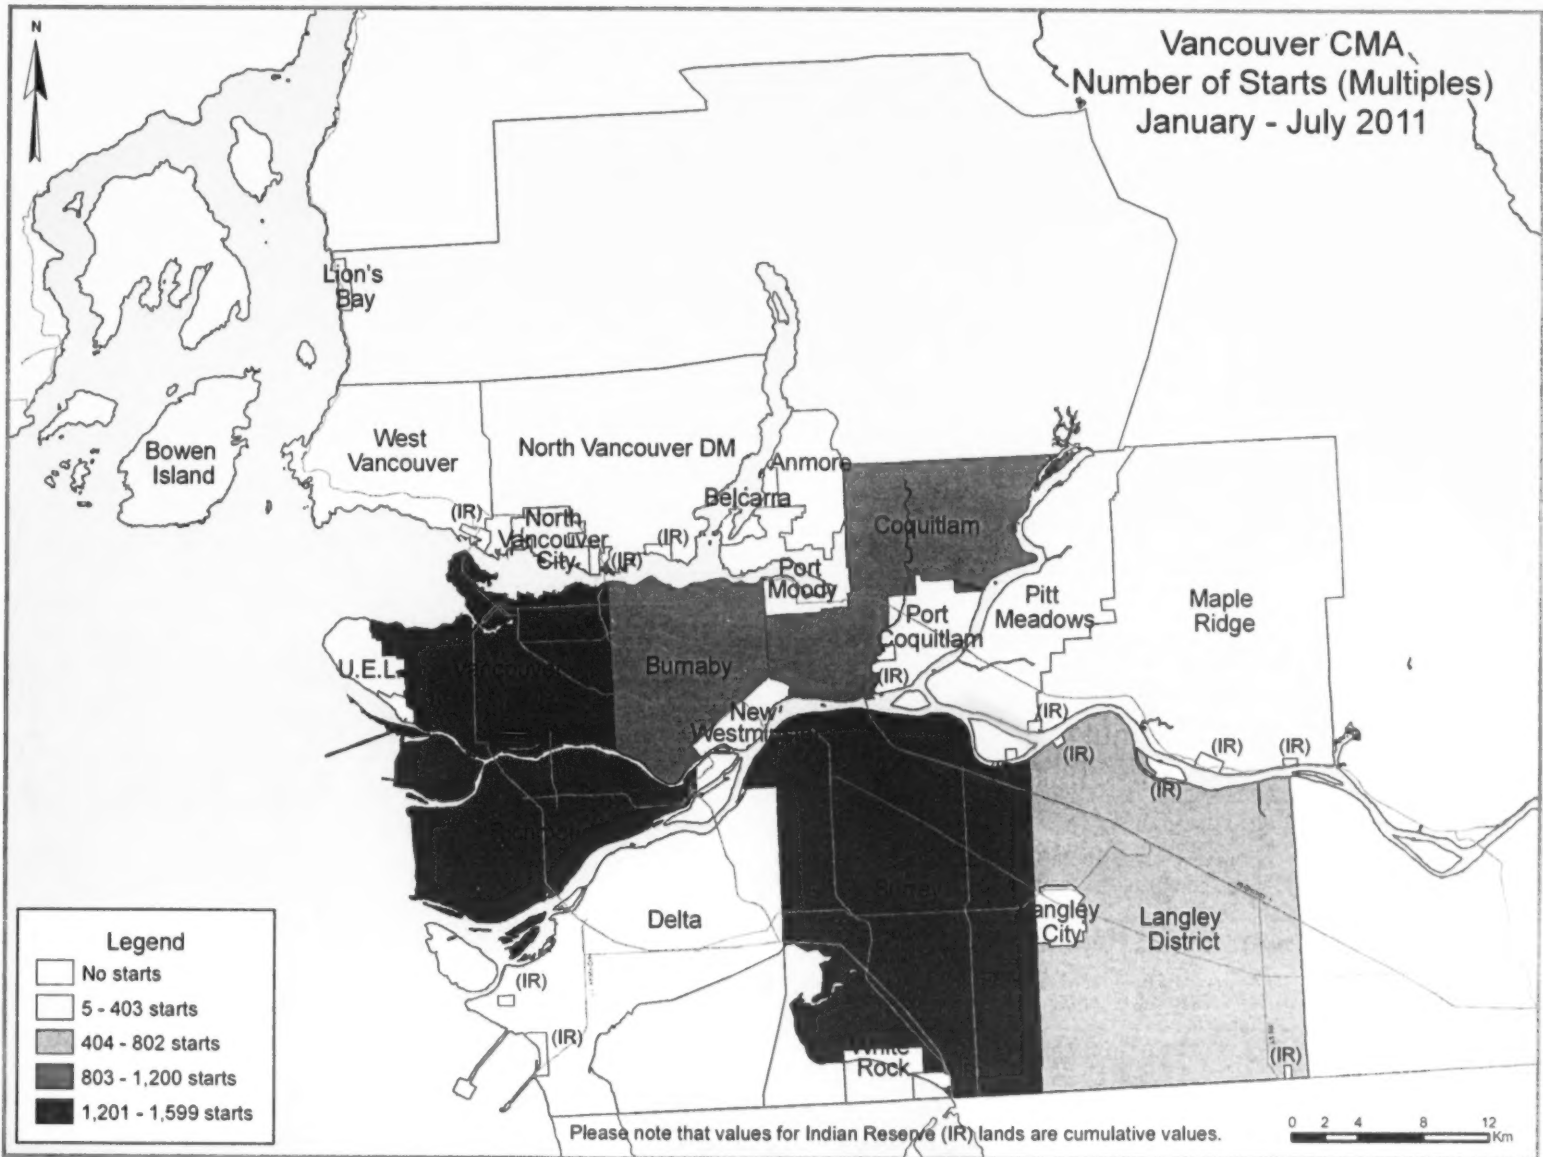 N
Vancouver CMA
Number of Starts (Multiples)
January - July 2011
Lion's
Bay
Bowen
Island
West
Vancouver
North Vancouver DM
Anmore
Belcarra
Coquitlam
(IR)
North
Vancouver
City
(IR)
(IR)
Port
Moody
Port
Coquitlam
Pitt
Meadows
Maple
Ridge
U.E.L.
Vancouver
Burnaby
(IR)
New
(IR)
(IR)
(IR)
(IR)
(IR)
Surrey
Delta
Langley
District
City
(IR)
(IR)
White
Rock
(IR)
Legend
No starts
5 - 403 starts
404 - 802 starts
803 - 1,200 starts
1,201 - 1,599 starts
Please note that values for Indian Reserve (IR) lands are cumulative values.
0 2 4 8 12
Km